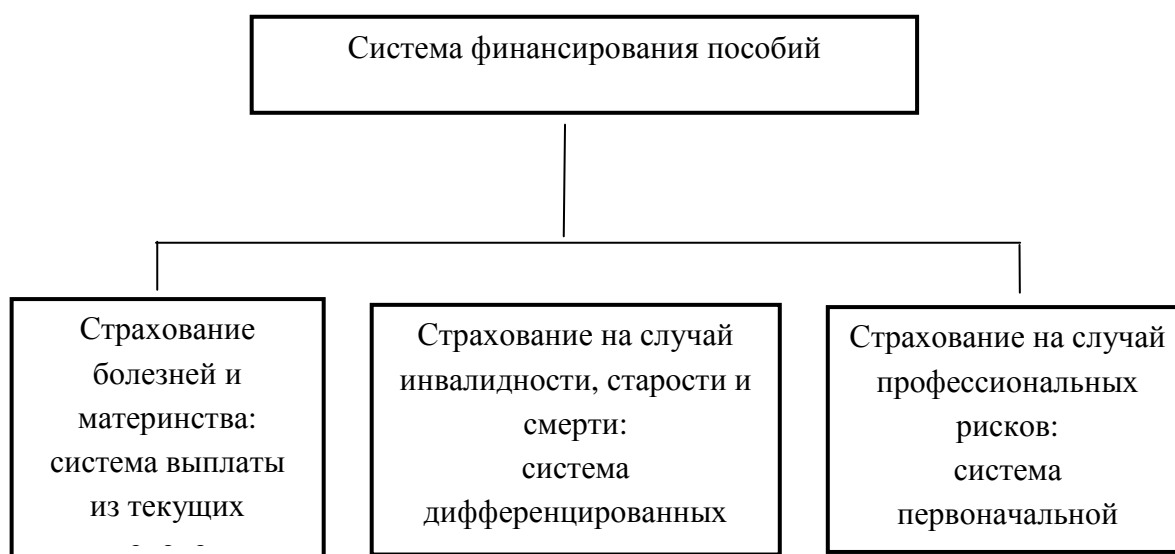 Система финансирования пособий
Страхование
болезней и
материнства:
система выплаты
из текущих
Страхование на случай
инвалидности, старости и
смерти:
система
дифференцированных
Страхование на случай
профессиональных
рисков:
система
первоначальной